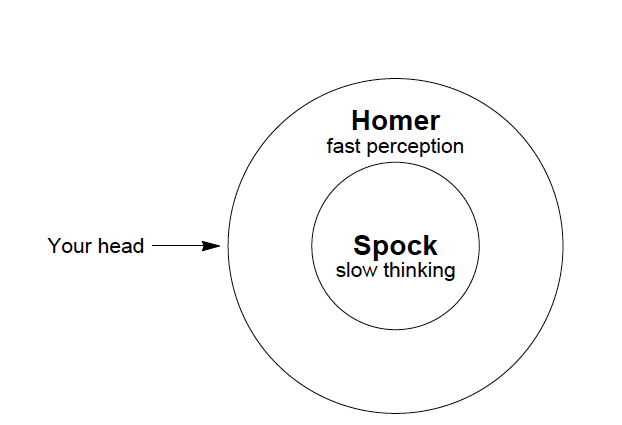 Homer
fast perception
Your head
Spock
slow thinking